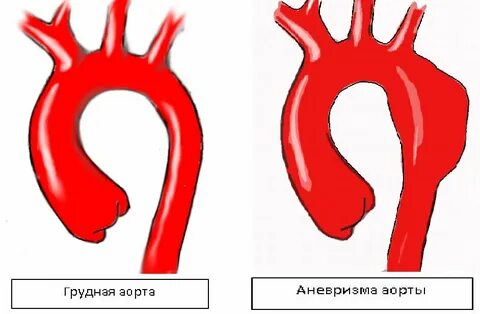 Грудная аорта
Аневризма аорты